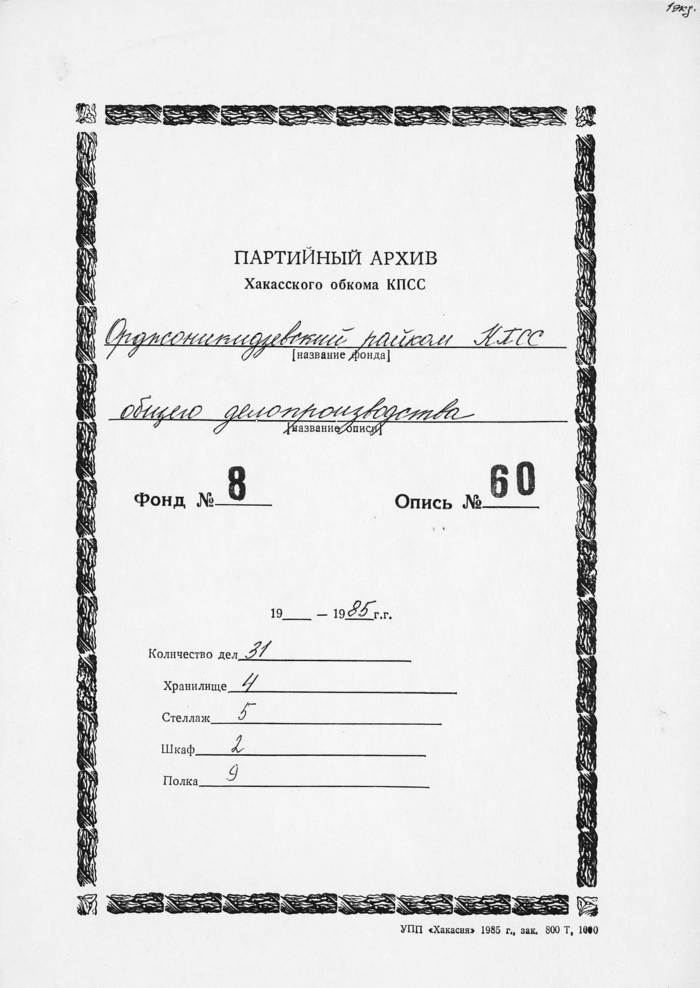 1экз.
ПАРТИЙНЫЙ АРХИВ
Хакасского обкома КПСС
Орджоникидзевский райком КПСС
[название фонда]
общего делопроизводства
[название описи]
Фонд № 8 Опись № 60
19___ — 1985 г.г.
Количество дел 31
Хранилище 4
Стеллаж 5
Шкаф 2
Полка 9
УПП «Хакасия» 1985 г., зак. 800 Т, 1000